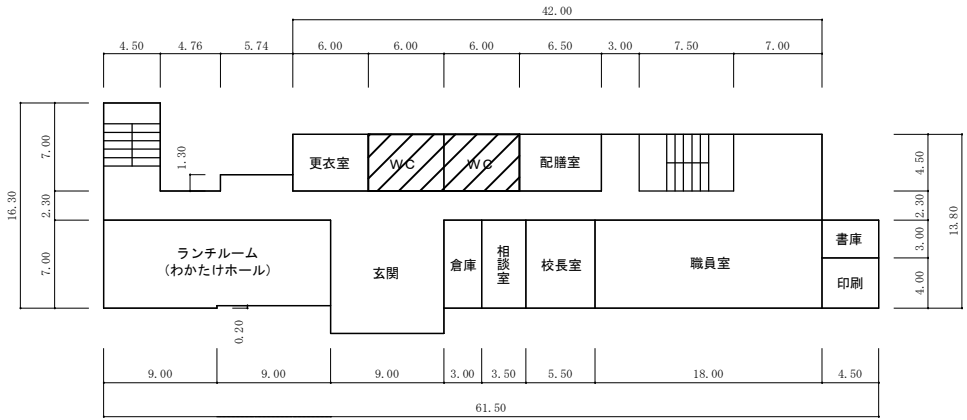 42.00
4.50 4.76 5.74 6.00 6.00 6.00 6.50 3.00 7.50 7.00
16.30
7.00
2.30
7.00
1.30
更衣室
WC
WC
配膳室
4.50
2.30
3.00
4.00
13.80
ランチルーム
(わかたけホール)
玄関
倉庫
相談室
校長室
職員室
書庫
印刷
0.20
9.00 9.00 9.00 3.00 3.50 5.50 18.00 4.50
61.50